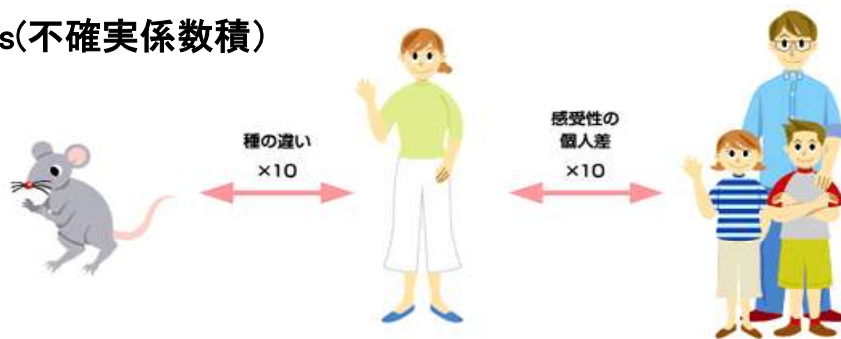 s(不確実係数積)
種の違い
×10
感受性の
個人差
×10